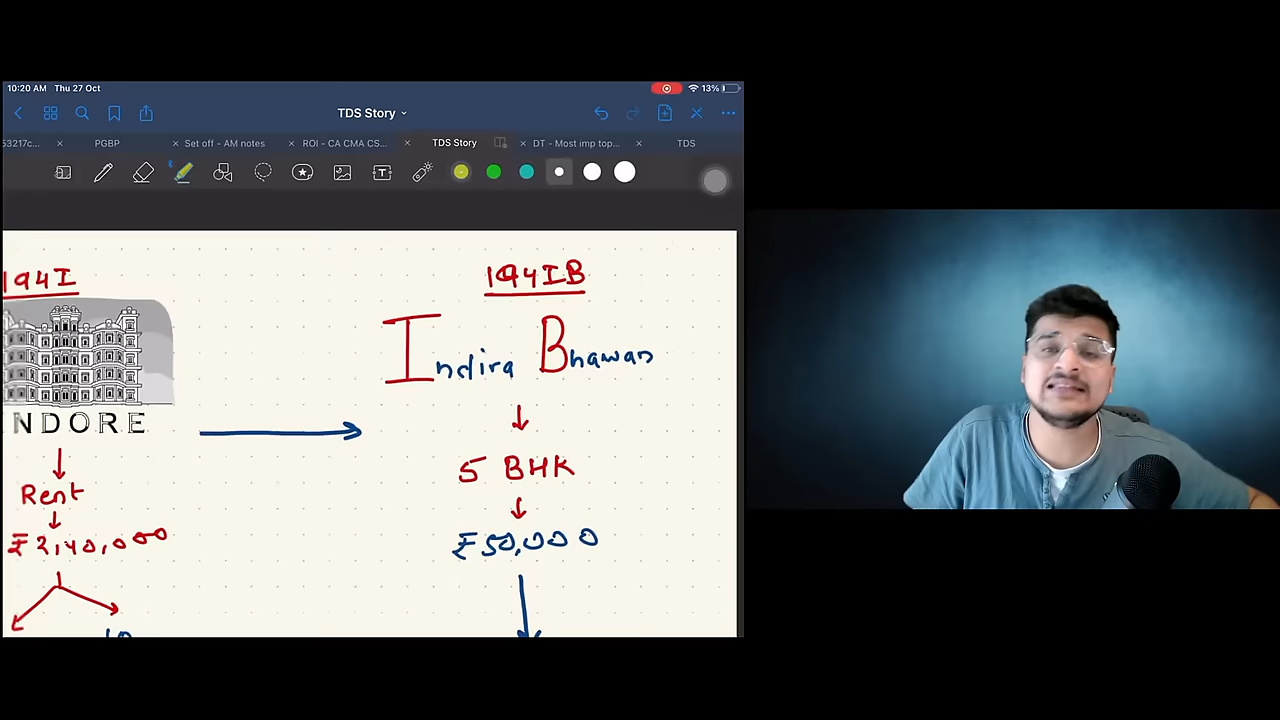 10:20 AM Thu 27 Oct
13%
TDS Story
53217c...
PGBP
Set off - AM notes
ROI - CA CMA CS...
TDS Story
DT - Most imp top...
TDS
194I
NDORE
Rent
₹2,40,000
10
194IB
Indira Bhawan
5 BHK
₹50,000